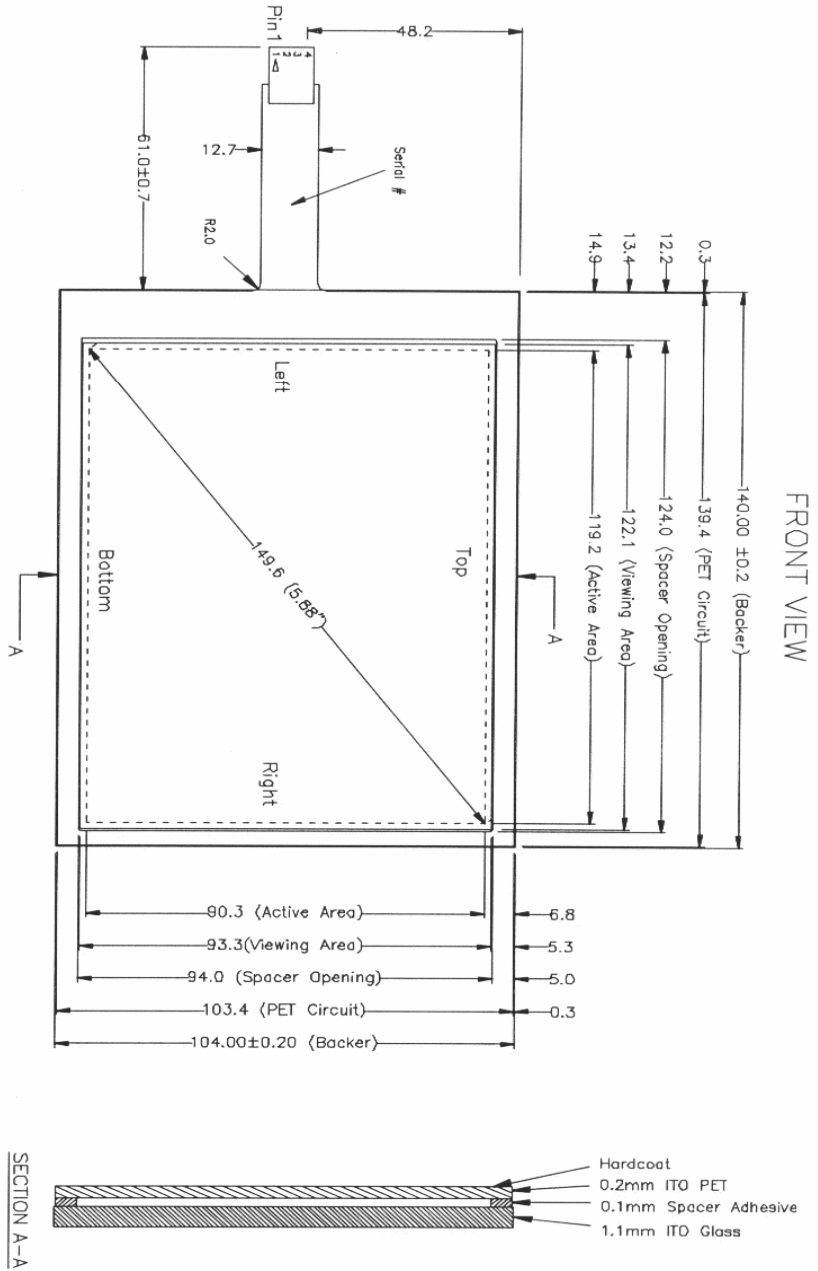 FRONT VIEW
140.00 ±0.2 (Backer)
139.4 (PET Circuit)
124.0 (Spacer Opening)
122.1 (Viewing Area)
119.2 (Active Area)
0.3
12.2
13.4
14.9
48.2
Pin1
1
2
3
4
61.0±0.7
12.7
Serial #
R2.0
Left
Top
Bottom
Right
149.6 (5.88")
A
A
90.3 (Active Area)
6.8
93.3(Viewing Area)
5.3
94.0 (Spacer Opening)
5.0
103.4 (PET Circuit)
0.3
104.00±0.20 (Backer)
Hardcoat
0.2mm ITO PET
0.1mm Spacer Adhesive
1.1mm ITO Glass
SECTION A-A